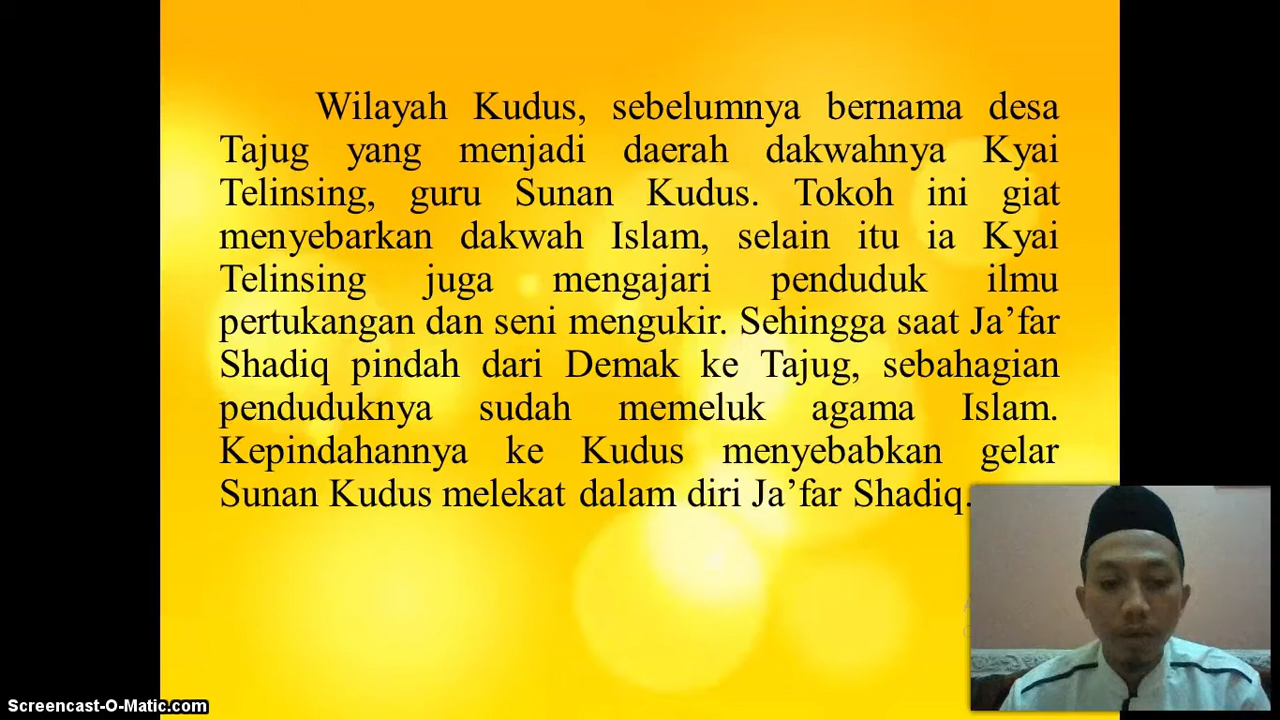 Wilayah Kudus, sebelumnya bernama desa
Tajug yang menjadi daerah dakwahnya Kyai
Telinsing, guru Sunan Kudus. Tokoh ini giat
menyebarkan dakwah Islam, selain itu ia Kyai
Telinsing juga mengajari penduduk ilmu
pertukangan dan seni mengukir. Sehingga saat Ja’far
Shadiq pindah dari Demak ke Tajug, sebahagian
penduduknya sudah memeluk agama Islam.
Kepindahannya ke Kudus menyebabkan gelar
Sunan Kudus melekat dalam diri Ja’far Shadiq.
Screencast-O-Matic.com